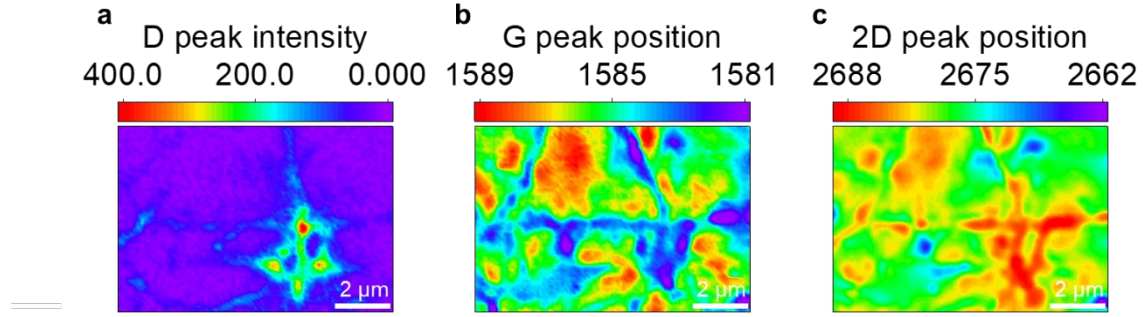 a
D peak intensity
400.0 200.0 0.000
2 μm
b
G peak position
1589 1585 1581
2 μm
c
2D peak position
2688 2675 2662
2 μm